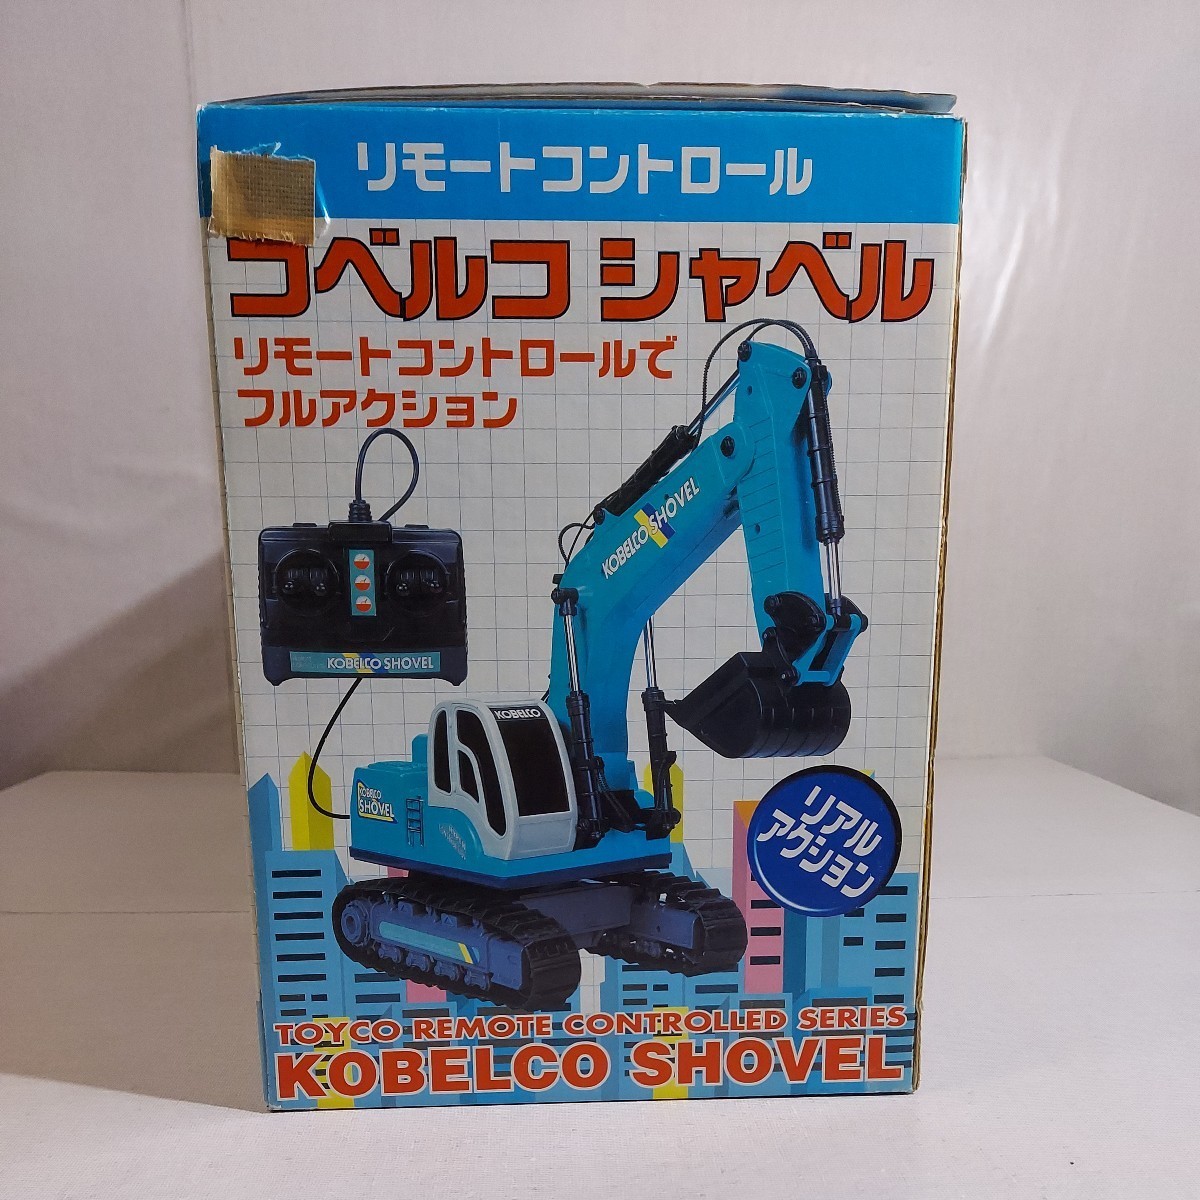 リモートコントロール
コベルコ シャベル
リモートコントロールで
フルアクション
KOBELCO SHOVEL
KOBELCO SHOVEL
KOBELCO
KOBELCO
SHOVEL
リアル
アクション
TOYCO REMOTE CONTROLLED SERIES
KOBELCO SHOVEL